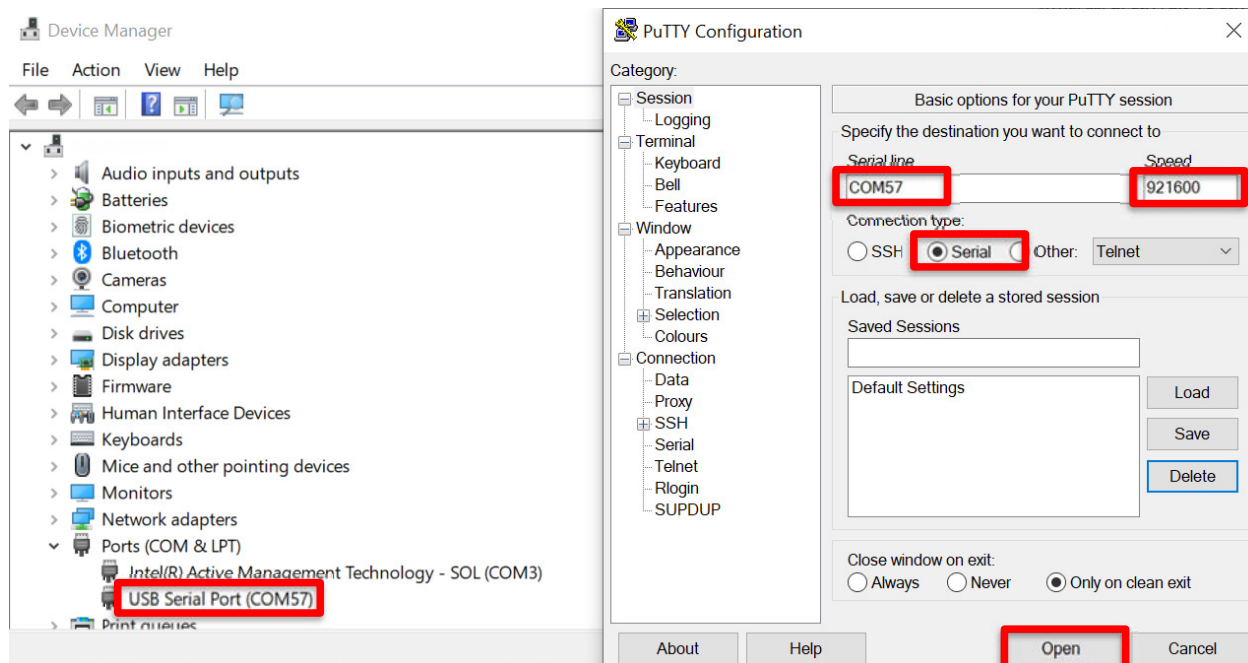 Device Manager
File Action View Help
Audio inputs and outputs
Batteries
Biometric devices
Bluetooth
Cameras
Computer
Disk drives
Display adapters
Firmware
Human Interface Devices
Keyboards
Mice and other pointing devices
Monitors
Network adapters
Ports (COM & LPT)
Intel(R) Active Management Technology - SOL (COM3)
USB Serial Port (COM57)
Print queues
PuTTY Configuration
Category:
Session
Logging
Terminal
Keyboard
Bell
Features
Window
Appearance
Behaviour
Translation
Selection
Colours
Connection
Data
Proxy
SSH
Serial
Telnet
Rlogin
SUPDUP
Basic options for your PuTTY session
Specify the destination you want to connect to
Serial line Speed
COM57 921600
Connection type:
SSH Serial Other: Telnet
Load, save or delete a stored session
Saved Sessions
Default Settings
Load
Save
Delete
Close window on exit:
Always Never Only on clean exit
About Help Open Cancel